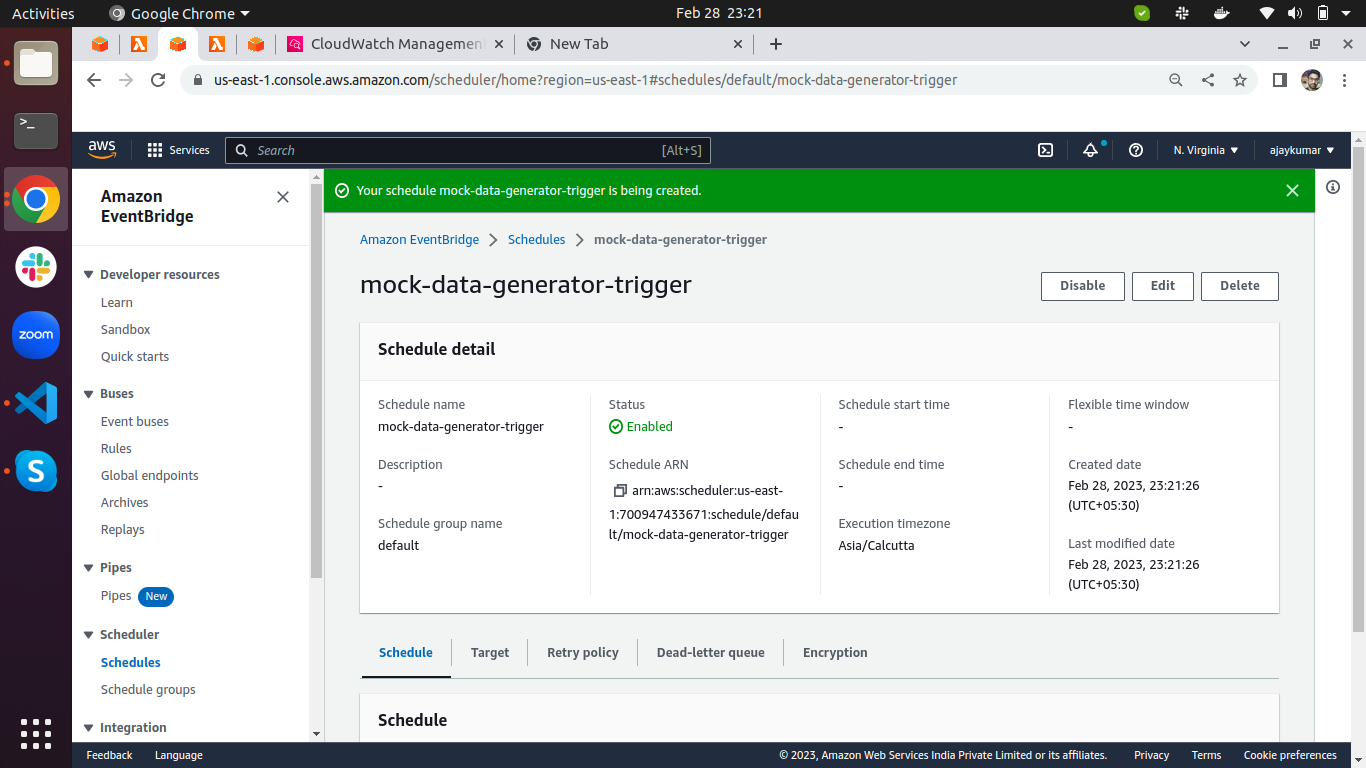 Activities
Google Chrome
Feb 28 23:21
CloudWatch Managemen
New Tab
us-east-1.console.aws.amazon.com/scheduler/home?region=us-east-1#schedules/default/mock-data-generator-trigger
aws
Services
Search
[Alt+S]
N. Virginia
ajaykumar
Amazon
EventBridge
Developer resources
Learn
Sandbox
Quick starts
Buses
Event buses
Rules
Global endpoints
Archives
Replays
Pipes
Pipes New
Scheduler
Schedules
Schedule groups
Integration
Your schedule mock-data-generator-trigger is being created.
Amazon EventBridge
Schedules
mock-data-generator-trigger
mock-data-generator-trigger
Disable
Edit
Delete
Schedule detail
Schedule name
mock-data-generator-trigger
Description
-
Schedule group name
default
Status
Enabled
Schedule ARN
arn:aws:scheduler:us-east-
1:700947433671:schedule/defau
lt/mock-data-generator-trigger
Schedule start time
-
Schedule end time
-
Execution timezone
Asia/Calcutta
Flexible time window
-
Created date
Feb 28, 2023, 23:21:26
(UTC+05:30)
Last modified date
Feb 28, 2023, 23:21:26
(UTC+05:30)
Schedule
Target
Retry policy
Dead-letter queue
Encryption
Schedule
zoom
S
Feedback
Language
© 2023, Amazon Web Services India Private Limited or its affiliates.
Privacy
Terms
Cookie preferences